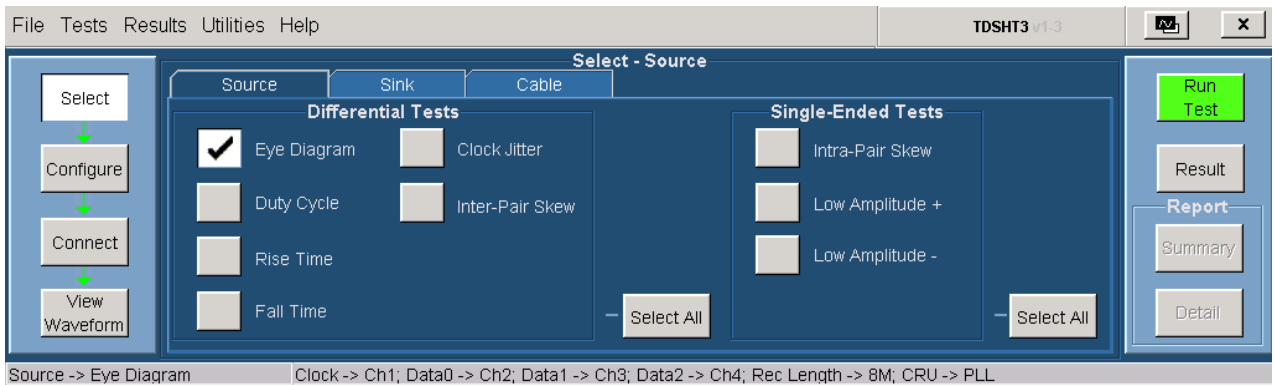 File Tests Results Utilities Help
TDSHT3 v1-3
x
Select - Source
Select
Configure
Connect
View
Waveform
Source
Sink
Cable
Differential Tests
Eye Diagram
Clock Jitter
Duty Cycle
Inter-Pair Skew
Rise Time
Fall Time
Select All
Single-Ended Tests
Intra-Pair Skew
Low Amplitude +
Low Amplitude -
Select All
Run
Test
Result
Report
Summary
Detail
Source -> Eye Diagram
Clock -> Ch1; Data0 -> Ch2; Data1 -> Ch3; Data2 -> Ch4; Rec Length -> 8M; CRU -> PLL